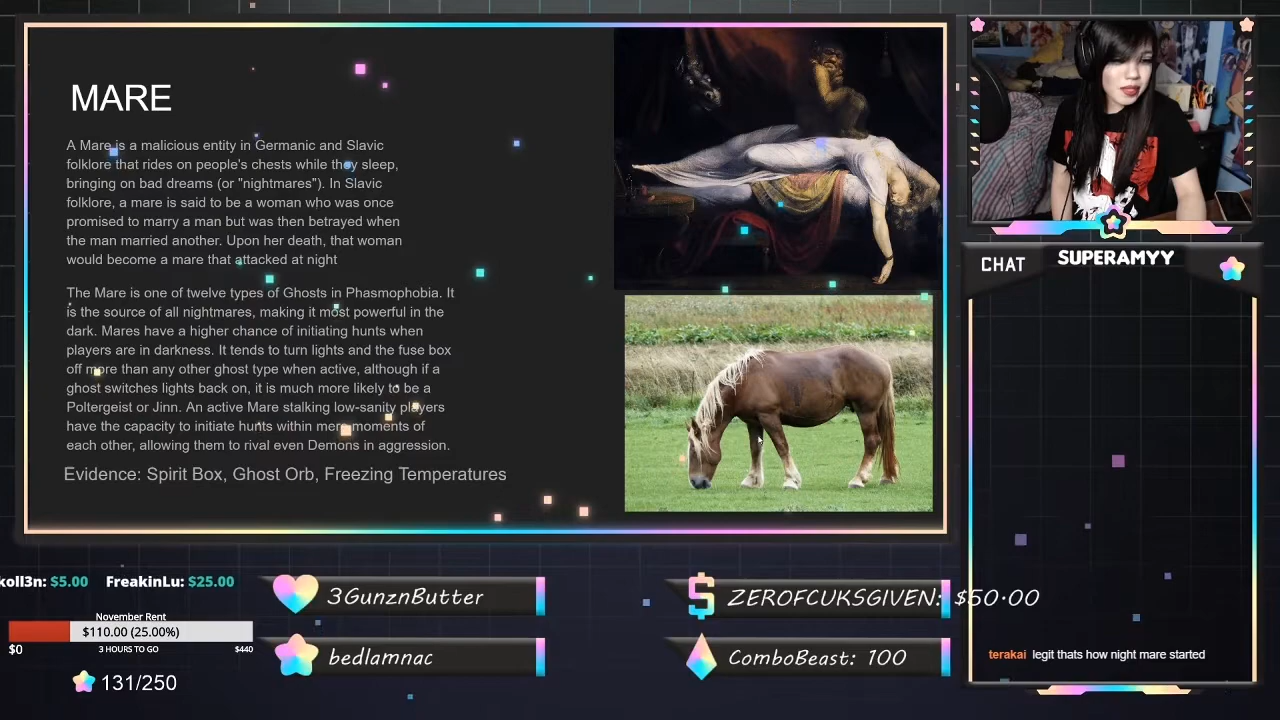 MARE
A Mare is a malicious entity in Germanic and Slavic
folklore that rides on people's chests while they sleep,
bringing on bad dreams (or "nightmares"). In Slavic
folklore, a mare is said to be a woman who was once
promised to marry a man but was then betrayed when
the man married another. Upon her death, that woman
would become a mare that attacked at night
The Mare is one of twelve types of Ghosts in Phasmophobia. It
is the source of all nightmares, making it most powerful in the
dark. Mares have a higher chance of initiating hunts when
players are in darkness. It tends to turn lights and the fuse box
off more than any other ghost type when active, although if a
ghost switches lights back on, it is much more likely to be a
Poltergeist or Jinn. An active Mare stalking low-sanity players
have the capacity to initiate hunts within mere moments of
each other, allowing them to rival even Demons in aggression.
Evidence: Spirit Box, Ghost Orb, Freezing Temperatures
CHAT
SUPERAMYY
terakai legit thats how night mare started
koll3n: $5.00 FreakinLu: $25.00
November Rent
$110.00 (25.00%)
$0 3 HOURS TO GO $440
131/250
3GunznButter
bedlamnac
ZEROFCUKSGIVEN: $50.00
ComboBeast: 100